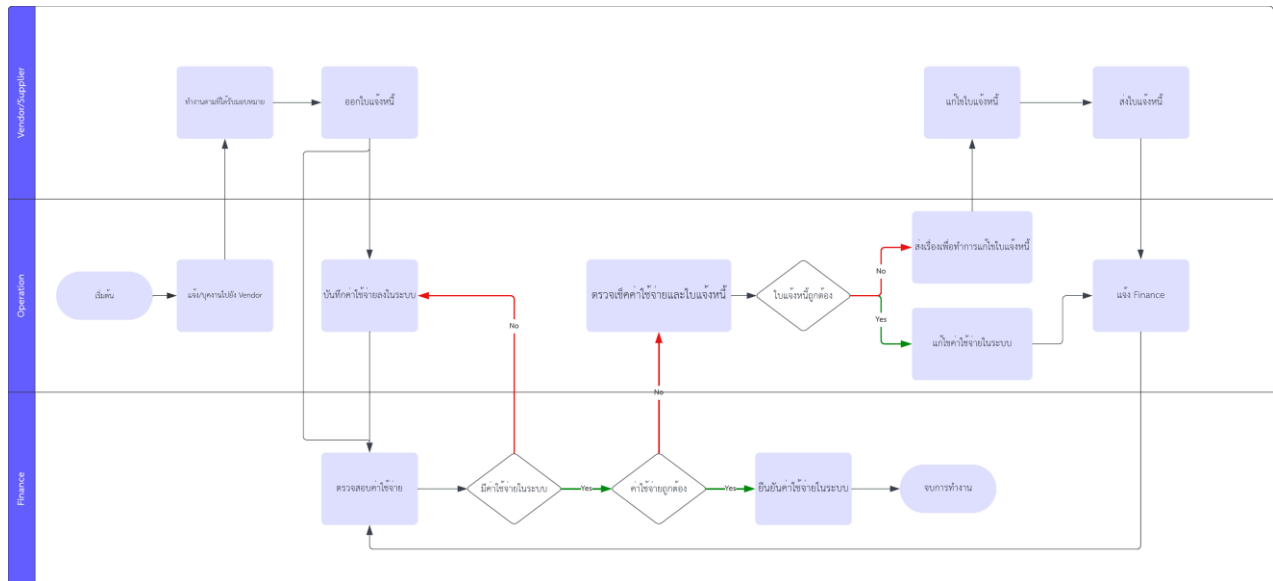 Vendor/Supplier
ทำงานตามที่ได้รับมอบหมาย
ออกใบแจ้งหนี้
แก้ไขใบแจ้งหนี้
ส่งใบแจ้งหนี้
Operation
เริ่มต้น
แจ้ง/บุคงานไปยัง Vendor
บันทึกค่าใช้จ่ายลงในระบบ
ตรวจเช็คค่าใช้จ่ายและใบแจ้งหนี้
ใบแจ้งหนี้ถูกต้อง
No
ส่งเรื่องเพื่อทำการแก้ไขใบแจ้งหนี้
Yes
แก้ไขค่าใช้จ่ายในระบบ
แจ้ง Finance
No
No
Finance
ตรวจสอบค่าใช้จ่าย
มีค่าใช้จ่ายในระบบ
Yes
ค่าใช้จ่ายถูกต้อง
Yes
ยืนยันค่าใช้จ่ายในระบบ
จบการทำงาน